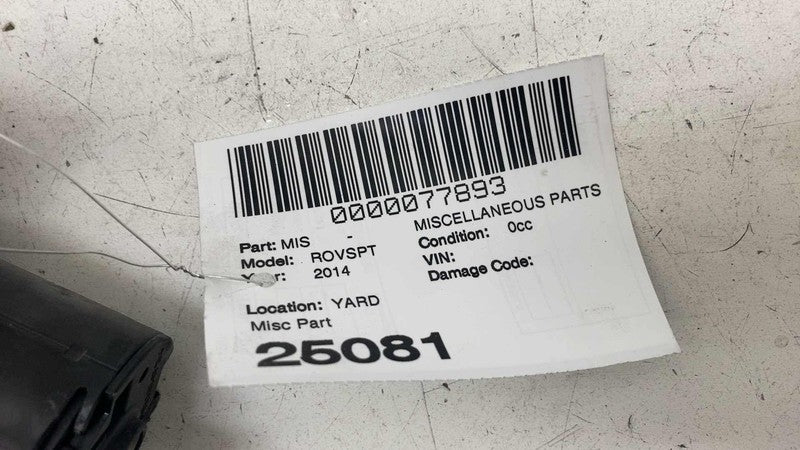 0000077893
Part: MIS - MISCELLANEOUS PARTS
Model: ROVSPT Condition: 0cc
2014 VIN:
Damage Code:
Location: YARD
Misc Part
25081